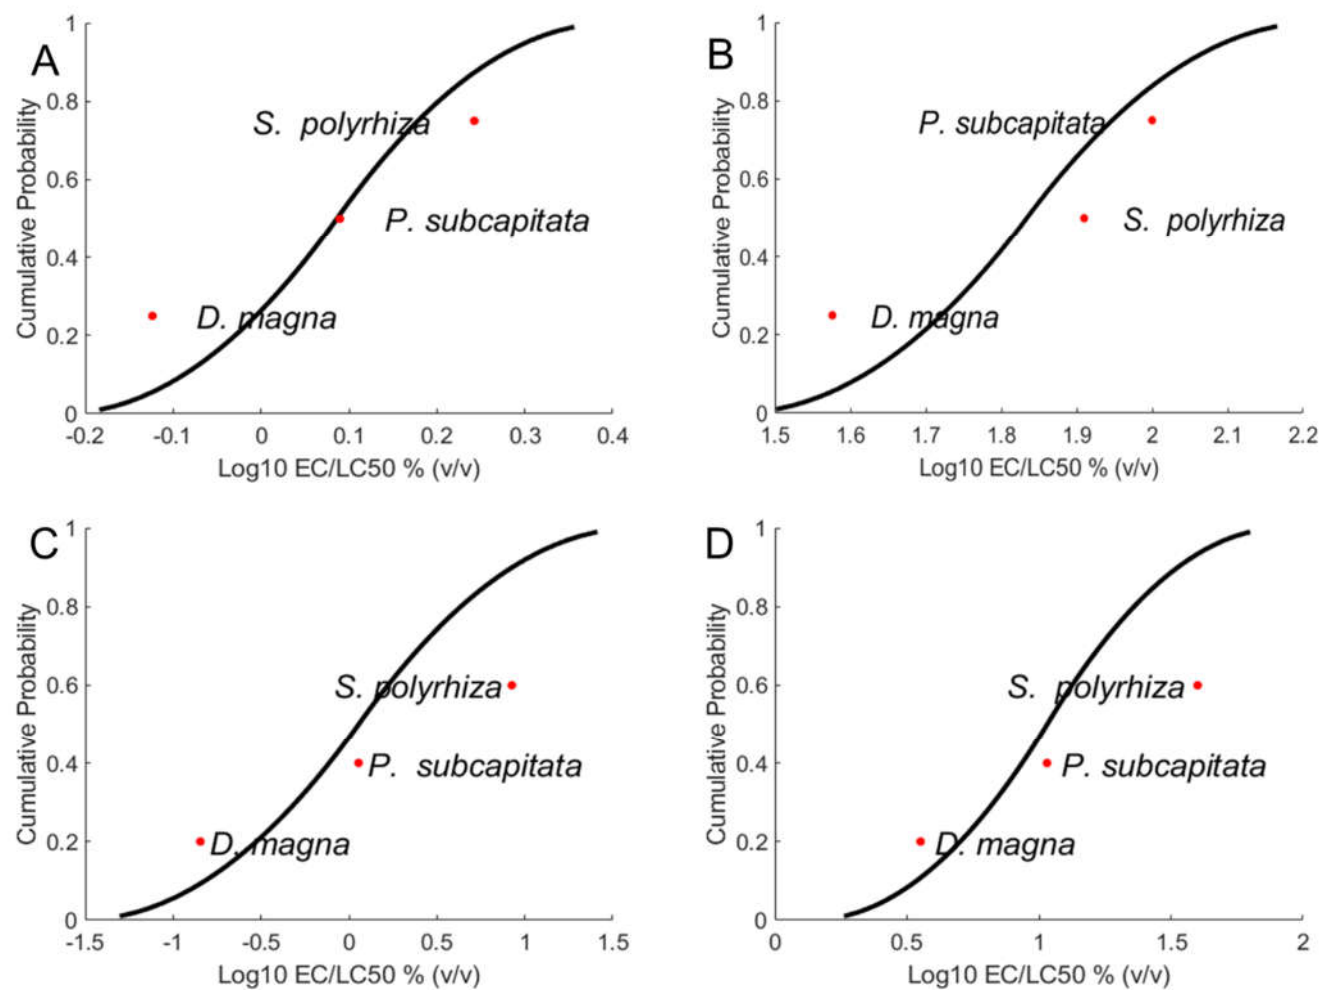 A
Cumulative Probability
1
0.8
0.6
0.4
0.2
0
S. polyrhiza
P. subcapitata
D. magna
-0.2 -0.1 0 0.1 0.2 0.3 0.4
Log10 EC/LC50 % (v/v)
B
Cumulative Probability
1
0.8
0.6
0.4
0.2
0
P. subcapitata
S. polyrhiza
D. magna
1.5 1.6 1.7 1.8 1.9 2 2.1 2.2
Log10 EC/LC50 % (v/v)
C
Cumulative Probability
1
0.8
0.6
0.4
0.2
0
S. polyrhiza
P. subcapitata
D. magna
-1.5 -1 -0.5 0 0.5 1 1.5
Log10 EC/LC50 % (v/v)
D
Cumulative Probability
1
0.8
0.6
0.4
0.2
0
S. polyrhiza
P. subcapitata
D. magna
0 0.5 1 1.5 2
Log10 EC/LC50 % (v/v)